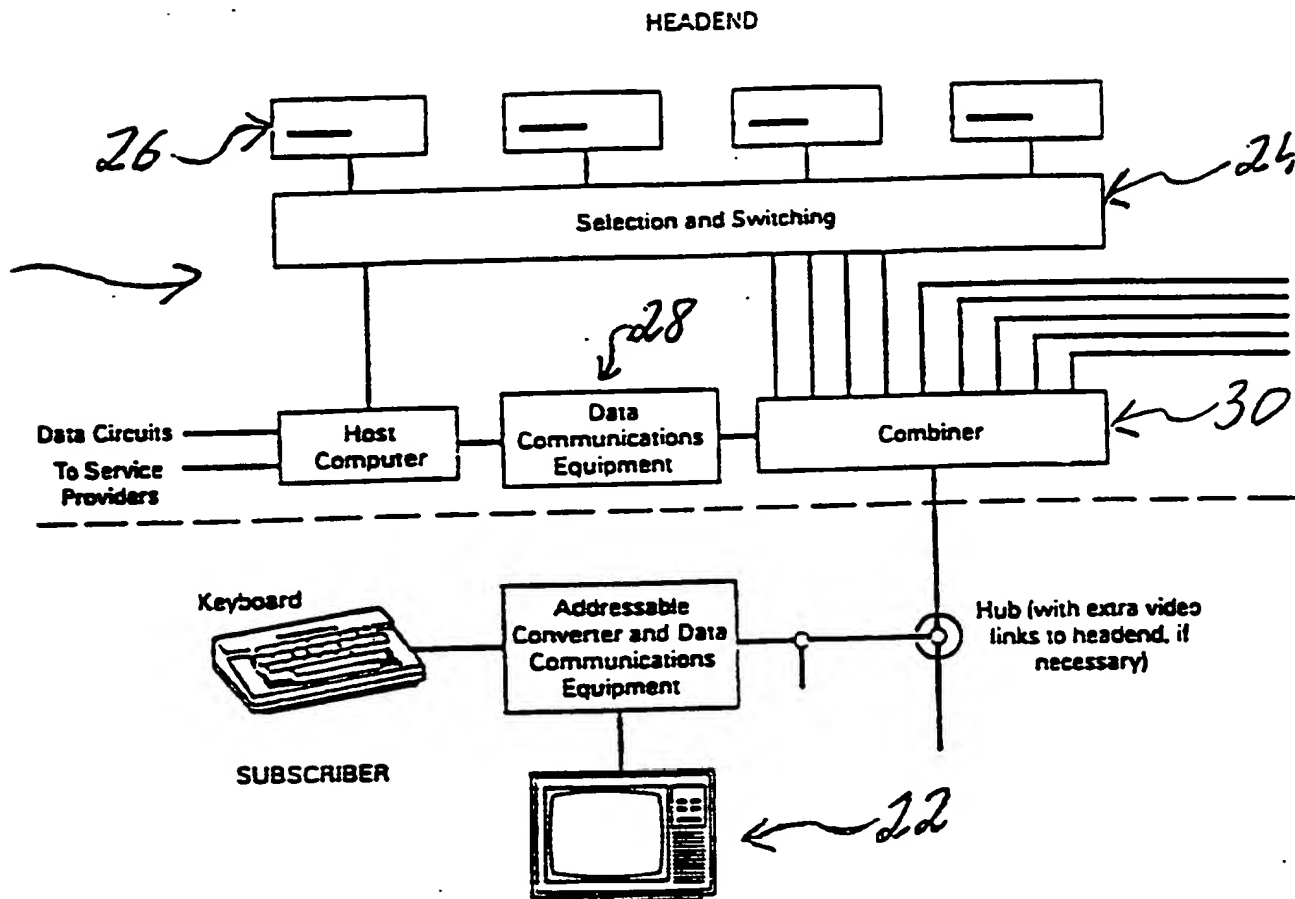 HEADEND
26
24
Selection and Switching
28
30
Data Circuits
To Service
Providers
Host
Computer
Data
Communications
Equipment
Combiner
Keyboard
Addressable
Converter and Data
Communications
Equipment
Hub (with extra video
links to headend, if
necessary)
SUBSCRIBER
22